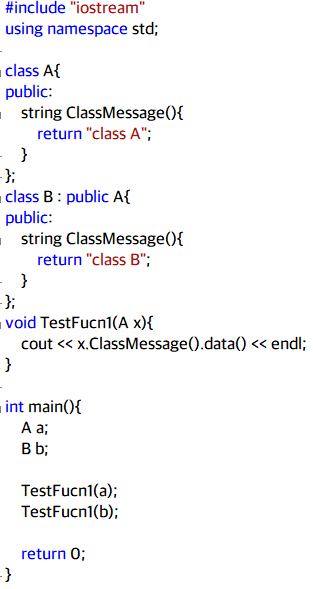 #include "iostream"
using namespace std;
class A{
public:
string ClassMessage(){
return "class A";
}
};
class B : public A{
public:
string ClassMessage(){
return "class B";
}
};
void TestFucn1(A x){
cout << x.ClassMessage().data() << endl;
}
int main(){
A a;
B b;
TestFucn1(a);
TestFucn1(b);
return 0;
}